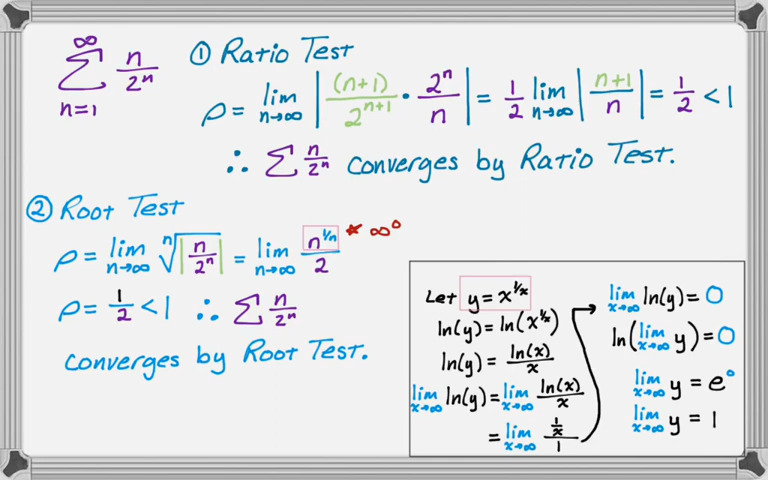 ∞
∑ n/2ⁿ
n=1
① Ratio Test
ρ = lim n→∞ |(n+1)/2ⁿ⁺¹ · 2ⁿ/n| = 1/2 lim n→∞ |n+1/n| = 1/2 < 1
∴ ∑ n/2ⁿ converges by Ratio Test.
② Root Test
ρ = lim n→∞ ⁿ√|n/2ⁿ| = lim n→∞ n^(1/n)/2 * ∞⁰
ρ = 1/2 < 1 ∴ ∑ n/2ⁿ
converges by Root Test.
Let y = x^(1/x)
ln(y) = ln(x^(1/x))
ln(y) = ln(x)/x
lim x→∞ ln(y) = lim x→∞ ln(x)/x
= lim x→∞ (1/x)/1
lim x→∞ ln(y) = 0
ln(lim x→∞ y) = 0
lim x→∞ y = e⁰
lim x→∞ y = 1